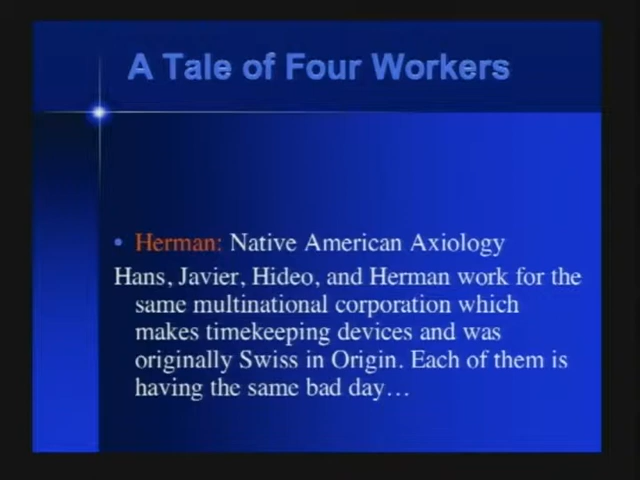 A Tale of Four Workers
• Herman: Native American Axiology
Hans, Javier, Hideo, and Herman work for the
same multinational corporation which
makes timekeeping devices and was
originally Swiss in Origin. Each of them is
having the same bad day…